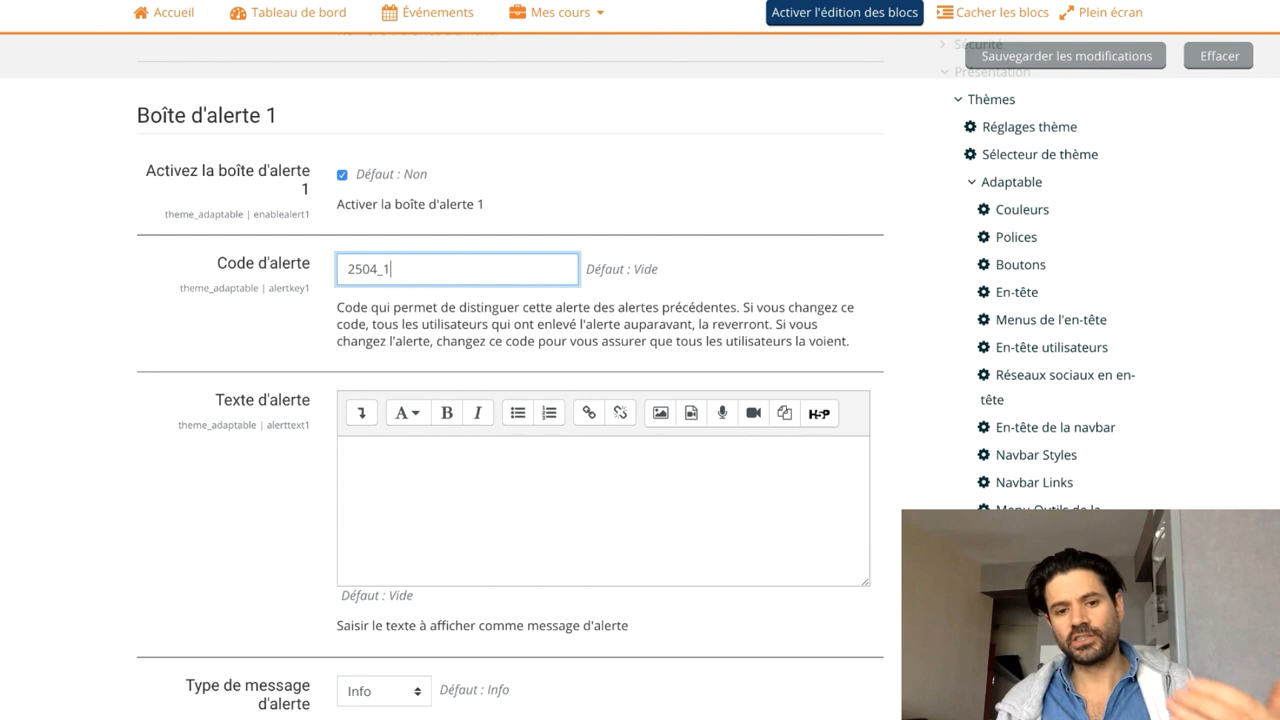 Accueil
Tableau de bord
Événements
Mes cours
Activer l'édition des blocs
Cacher les blocs
Plein écran
Sécurité
Sauvegarder les modifications
Effacer
Présentation
Boîte d'alerte 1
Activez la boîte d'alerte
1
theme_adaptable | enablealert1
Défaut : Non
Activer la boîte d'alerte 1
Code d'alerte
theme_adaptable | alertkey1
2504_1
Défaut : Vide
Code qui permet de distinguer cette alerte des alertes précédentes. Si vous changez ce
code, tous les utilisateurs qui ont enlevé l'alerte auparavant, la reverront. Si vous
changez l'alerte, changez ce code pour vous assurer que tous les utilisateurs la voient.
Texte d'alerte
theme_adaptable | alerttext1
A
B
I
H-P
Défaut : Vide
Saisir le texte à afficher comme message d'alerte
Type de message
d'alerte
Info
Défaut : Info
Thèmes
Réglages thème
Sélecteur de thème
Adaptable
Couleurs
Polices
Boutons
En-tête
Menus de l'en-tête
En-tête utilisateurs
Réseaux sociaux en en-
tête
En-tête de la navbar
Navbar Styles
Navbar Links
Menu Outils de la